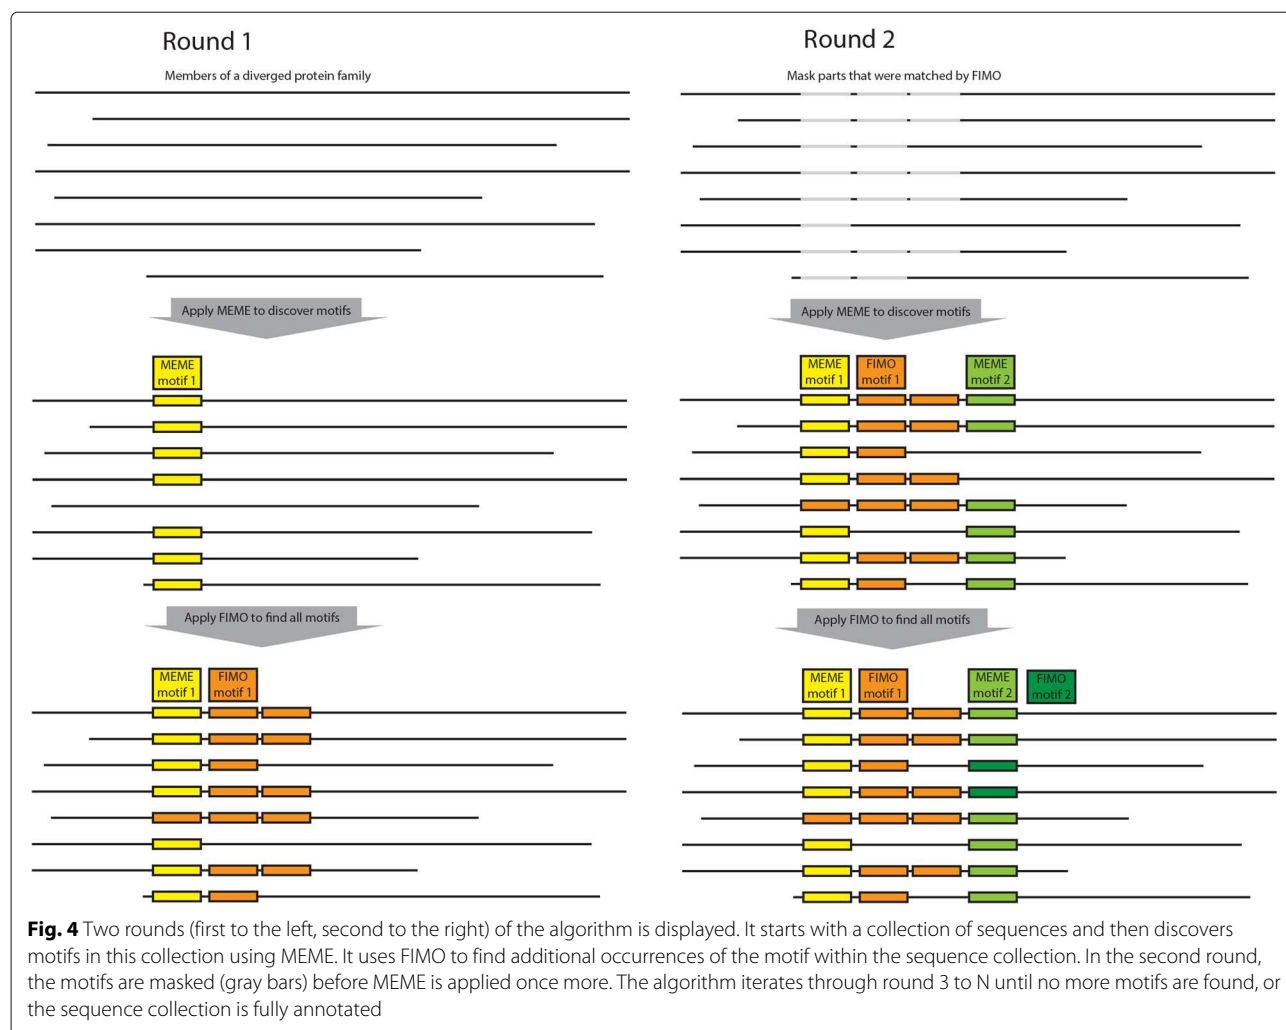 Round 1
Members of a diverged protein family
Apply MEME to discover motifs
MEME
motif 1
Apply FIMO to find all motifs
MEME
motif 1
FIMO
motif 1
Round 2
Mask parts that were matched by FIMO
Apply MEME to discover motifs
MEME
motif 1
FIMO
motif 1
MEME
motif 2
Apply FIMO to find all motifs
MEME
motif 1
FIMO
motif 1
MEME
motif 2
FIMO
motif 2
Fig. 4 Two rounds (first to the left, second to the right) of the algorithm is displayed. It starts with a collection of sequences and then discovers
motifs in this collection using MEME. It uses FIMO to find additional occurrences of the motif within the sequence collection. In the second round,
the motifs are masked (gray bars) before MEME is applied once more. The algorithm iterates through round 3 to N until no more motifs are found, or
the sequence collection is fully annotated